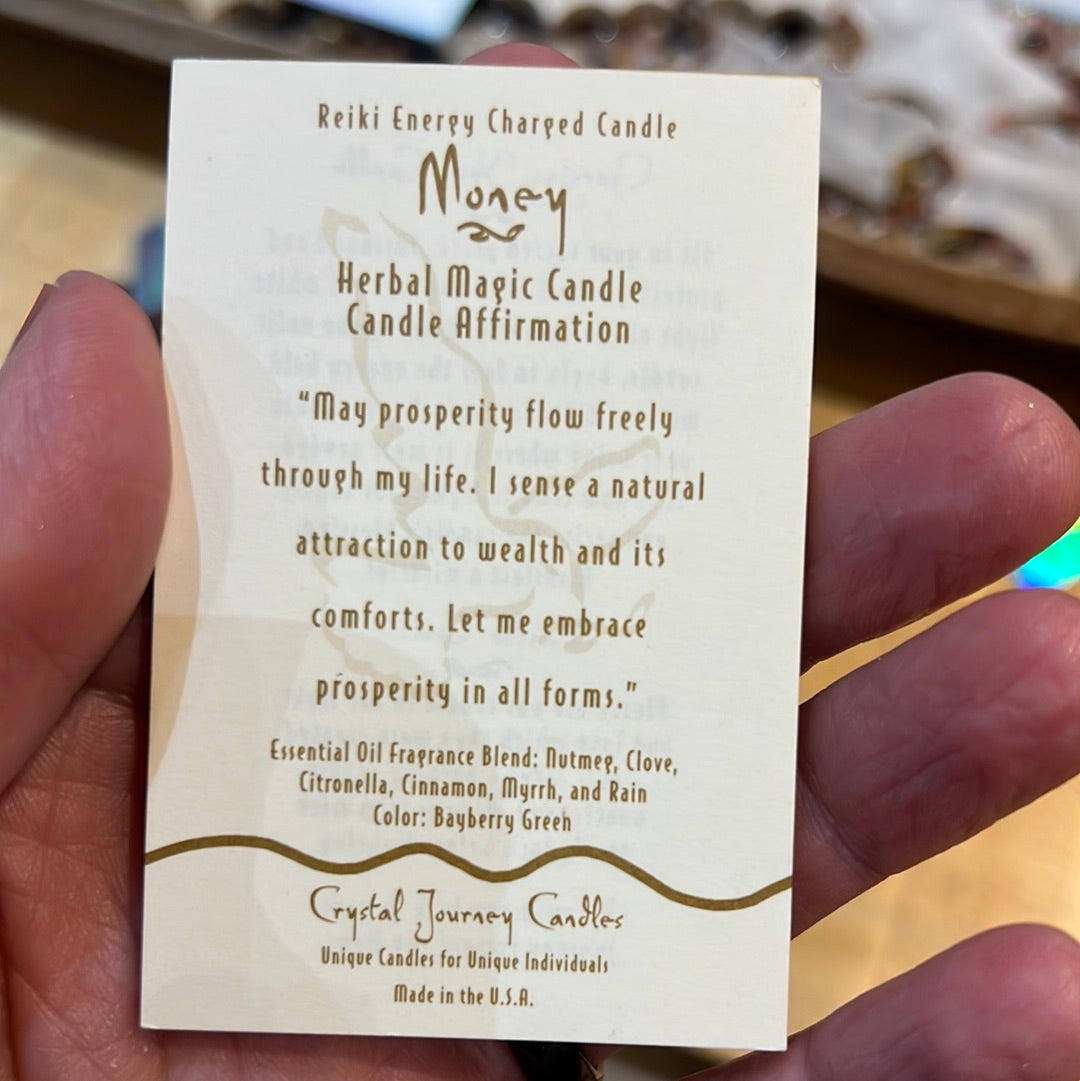 Reiki Energy Charged Candle
Money
Herbal Magic Candle
Candle Affirmation
“May prosperity flow freely
through my life. I sense a natural
attraction to wealth and its
comforts. Let me embrace
prosperity in all forms.”
Essential Oil Fragrance Blend: Nutmeg, Clove,
Citronella, Cinnamon, Myrrh, and Rain
Color: Bayberry Green
Crystal Journey Candles
Unique Candles for Unique Individuals
Made in the U.S.A.